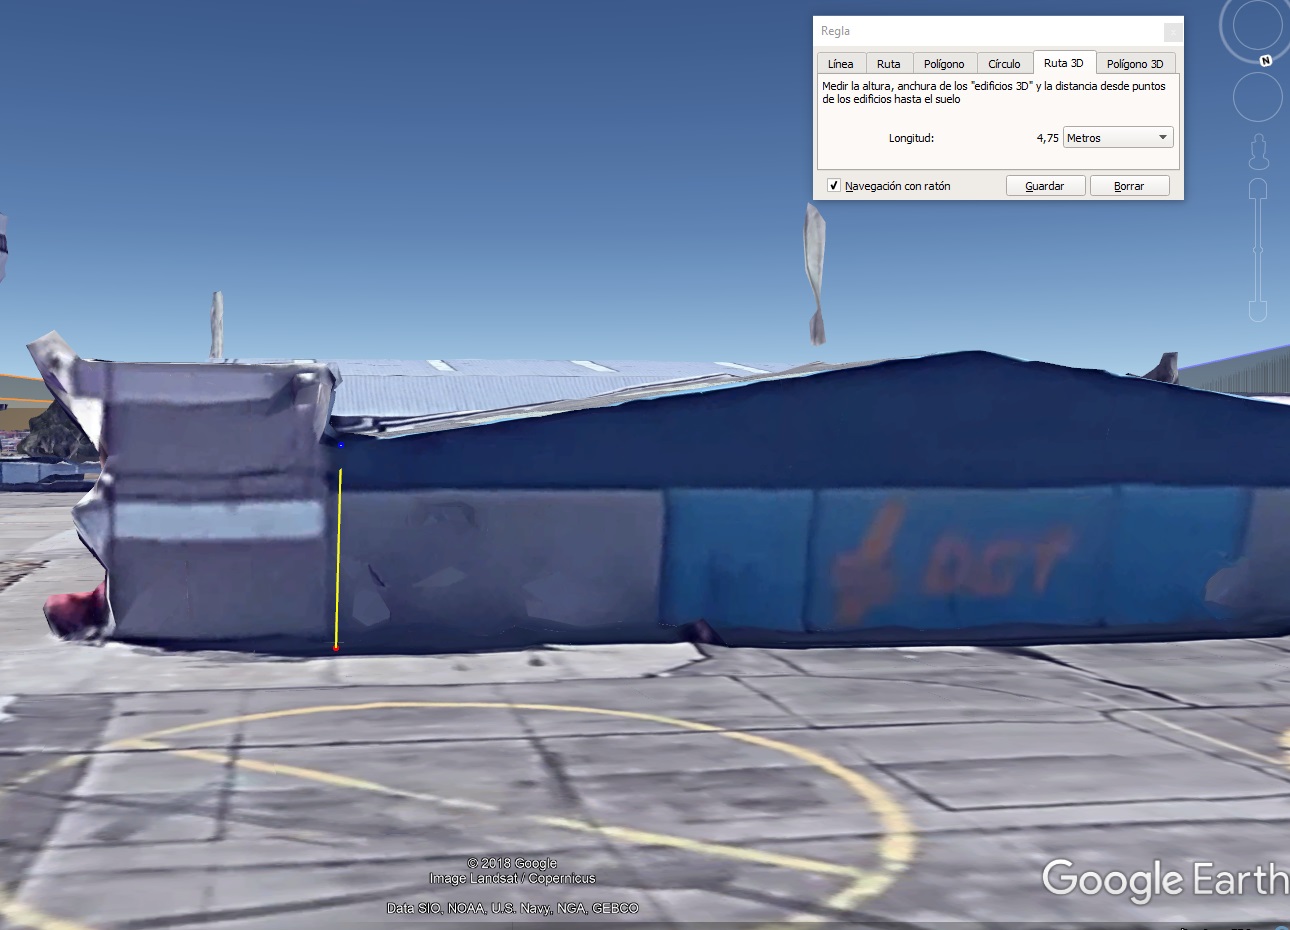 Regla
Línea Ruta Polígono Círculo Ruta 3D Polígono 3D
Medir la altura, anchura de los "edificios 3D" y la distancia desde puntos
de los edificios hasta el suelo
Longitud: 4,75 Metros
Navegación con ratón Guardar Borrar
N
DGT
© 2018 Google
Image Landsat / Copernicus
Data SIO, NOAA, U.S. Navy, NGA, GEBCO
Google Earth